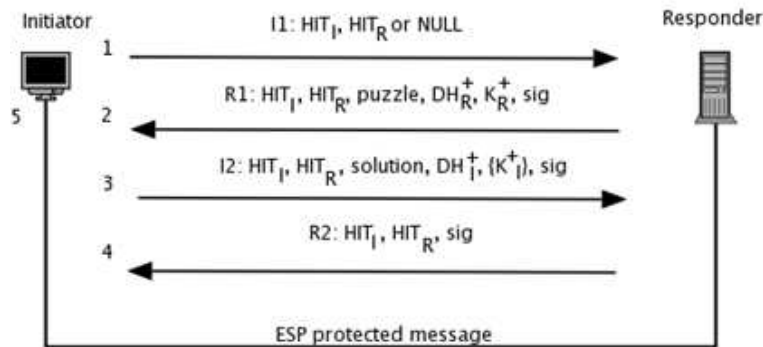 Initiator
Responder
1
I1: HIT_I, HIT_R or NULL
5
2
R1: HIT_I, HIT_R, puzzle, DH_R^+, K_R^+, sig
3
I2: HIT_I, HIT_R, solution, DH_I^+, {K^+_I}, sig
4
R2: HIT_I, HIT_R, sig
ESP protected message